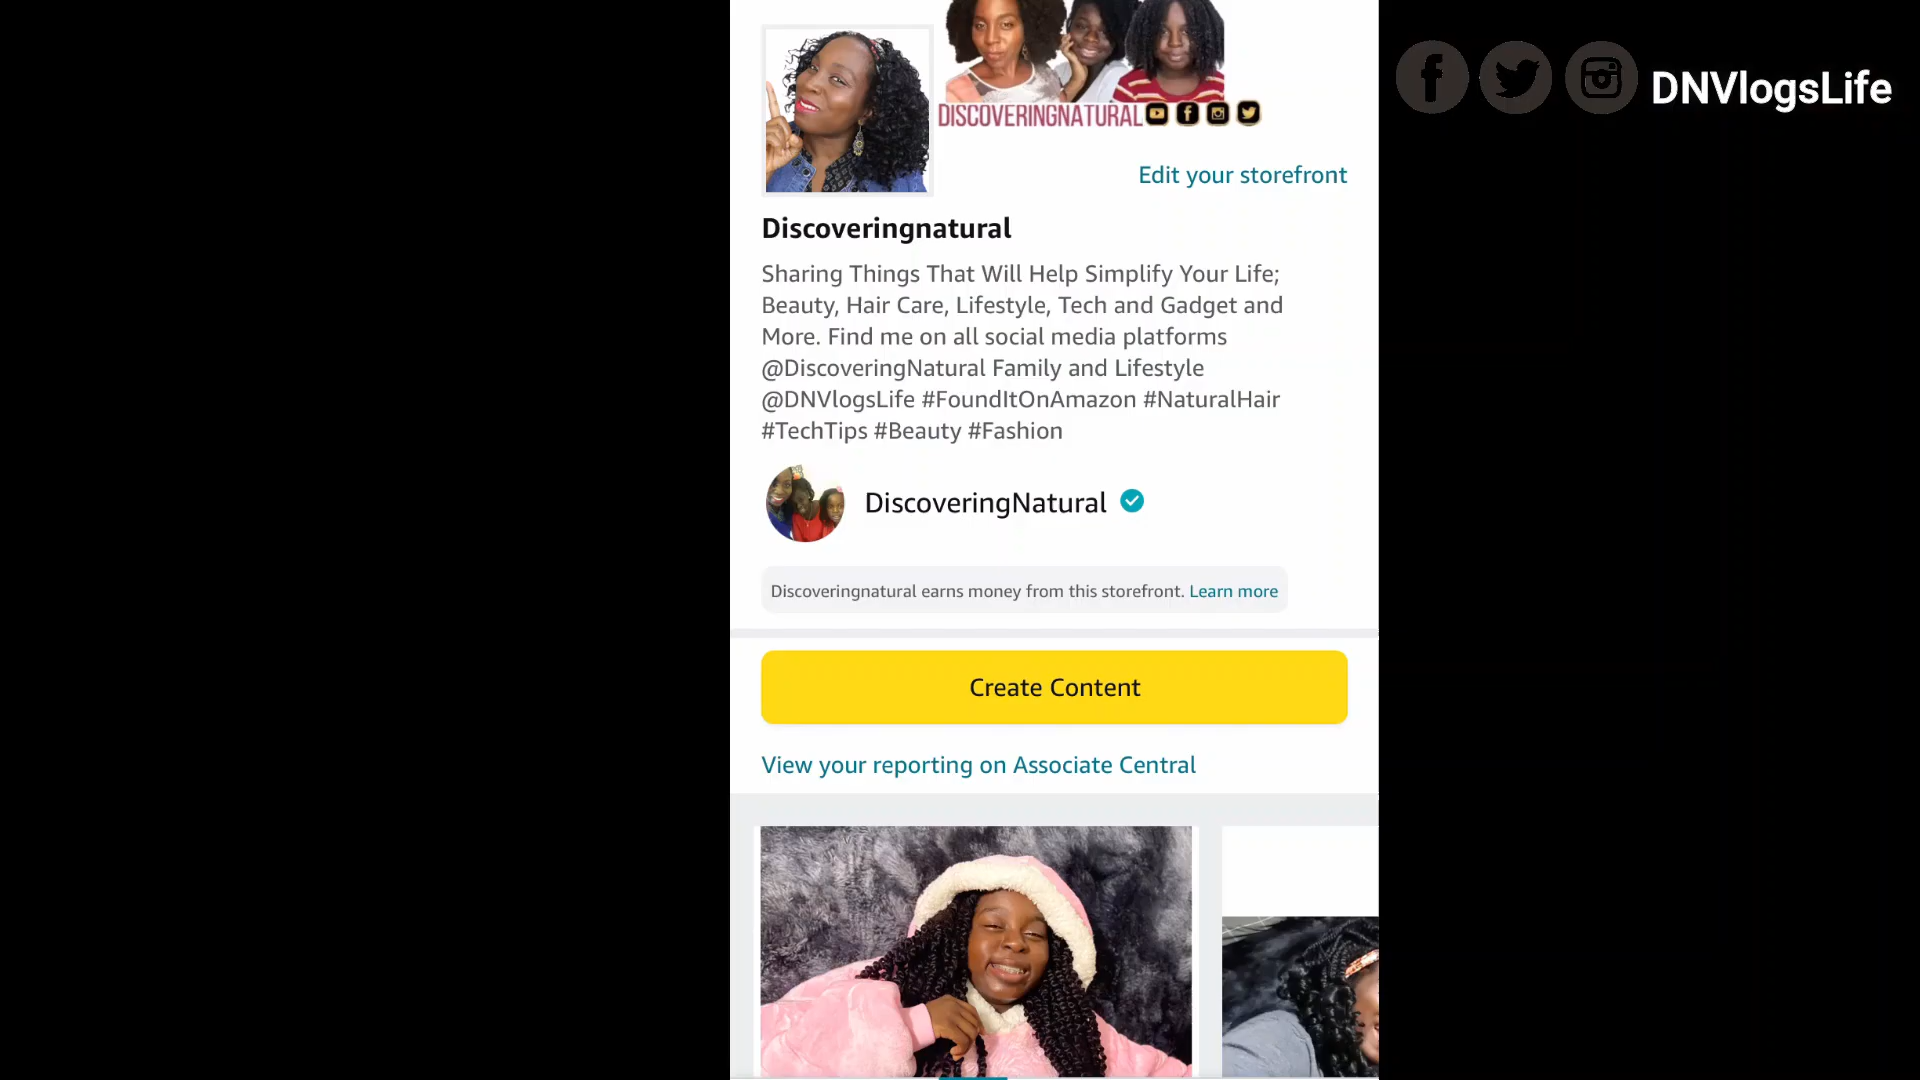 DNVlogsLife
DISCOVERINGNATURAL
Edit your storefront
Discoveringnatural
Sharing Things That Will Help Simplify Your Life;
Beauty, Hair Care, Lifestyle, Tech and Gadget and
More. Find me on all social media platforms
@DiscoveringNatural Family and Lifestyle
@DNVlogsLife #FoundItOnAmazon #NaturalHair
#TechTips #Beauty #Fashion
DiscoveringNatural
Discoveringnatural earns money from this storefront. Learn more
Create Content
View your reporting on Associate Central